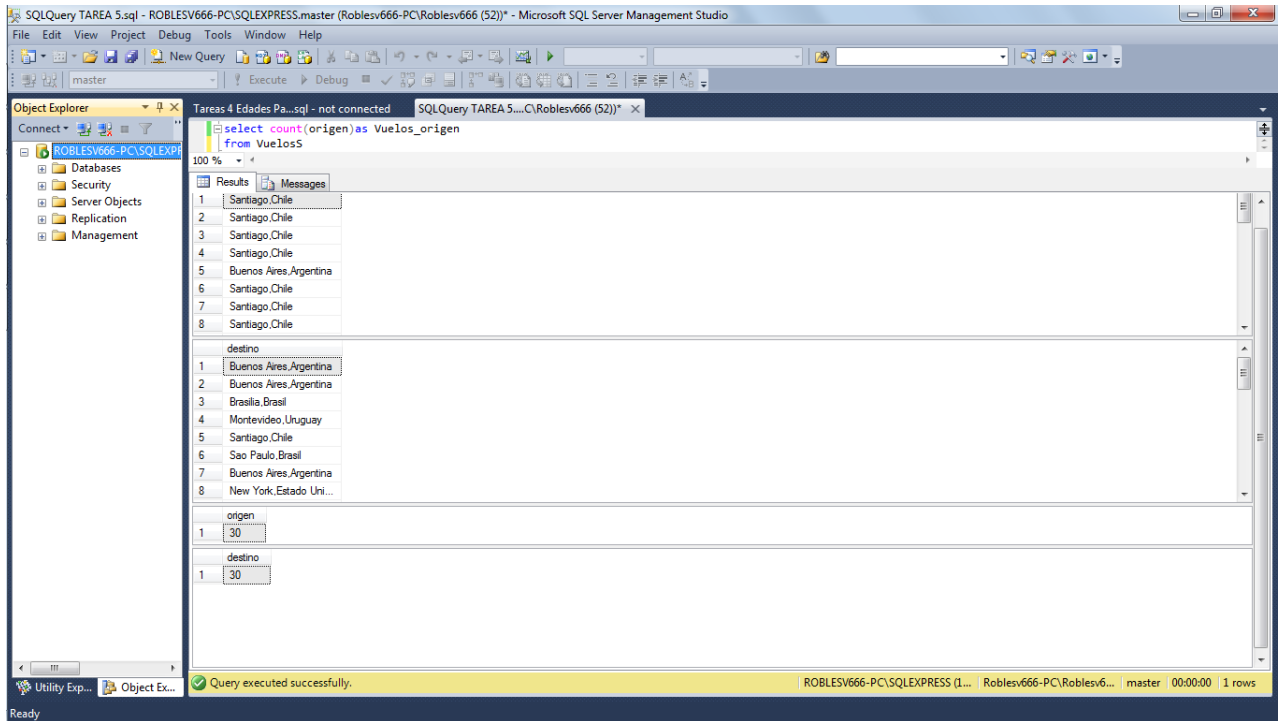 SQLQuery TAREA 5.sql - ROBLESV666-PC\SQLEXPRESS.master (Roblesv666-PC\Roblesv666 (52))* - Microsoft SQL Server Management Studio
File Edit View Project Debug Tools Window Help
New Query
master Execute Debug
Object Explorer
Connect
ROBLESV666-PC\SQLEXPR
Databases
Security
Server Objects
Replication
Management
Utility Exp... Object Ex...
Tareas 4 Edades Pa...sql - not connected SQLQuery TAREA 5....C\Roblesv666 (52))*
select count(origen)as Vuelos_origen
from VuelosS
100 %
Results Messages
1 Santiago,Chile
2 Santiago,Chile
3 Santiago,Chile
4 Santiago,Chile
5 Buenos Aires,Argentina
6 Santiago,Chile
7 Santiago,Chile
8 Santiago,Chile
destino
1 Buenos Aires,Argentina
2 Buenos Aires,Argentina
3 Brasilia,Brasil
4 Montevideo,Uruguay
5 Santiago,Chile
6 Sao Paulo,Brasil
7 Buenos Aires,Argentina
8 New York,Estado Uni...
origen
1 30
destino
1 30
Query executed successfully. ROBLESV666-PC\SQLEXPRESS (1... Roblesv666-PC\Roblesv6... master 00:00:00 1 rows
Ready